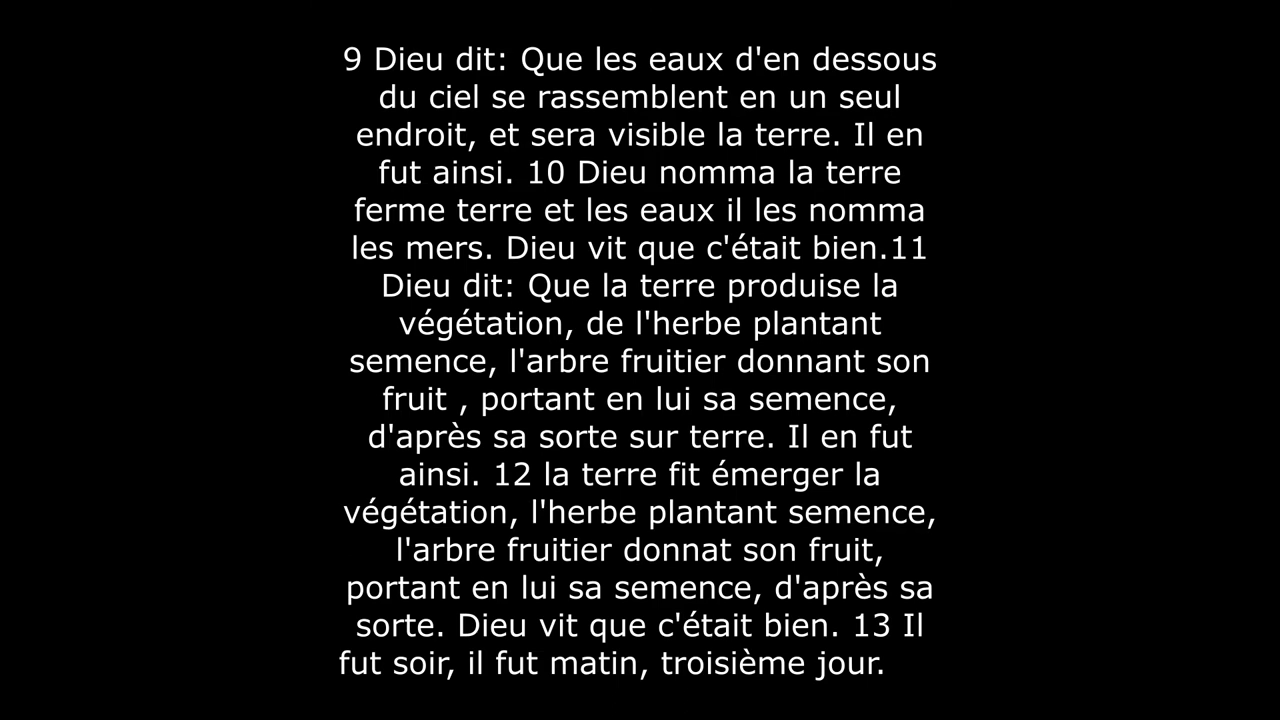 9 Dieu dit: Que les eaux d'en dessous
du ciel se rassemblent en un seul
endroit, et sera visible la terre. Il en
fut ainsi. 10 Dieu nomma la terre
ferme terre et les eaux il les nomma
les mers. Dieu vit que c'était bien.11
Dieu dit: Que la terre produise la
végétation, de l'herbe plantant
semence, l'arbre fruitier donnant son
fruit , portant en lui sa semence,
d'après sa sorte sur terre. Il en fut
ainsi. 12 la terre fit émerger la
végétation, l'herbe plantant semence,
l'arbre fruitier donnat son fruit,
portant en lui sa semence, d'après sa
sorte. Dieu vit que c'était bien. 13 Il
fut soir, il fut matin, troisième jour.